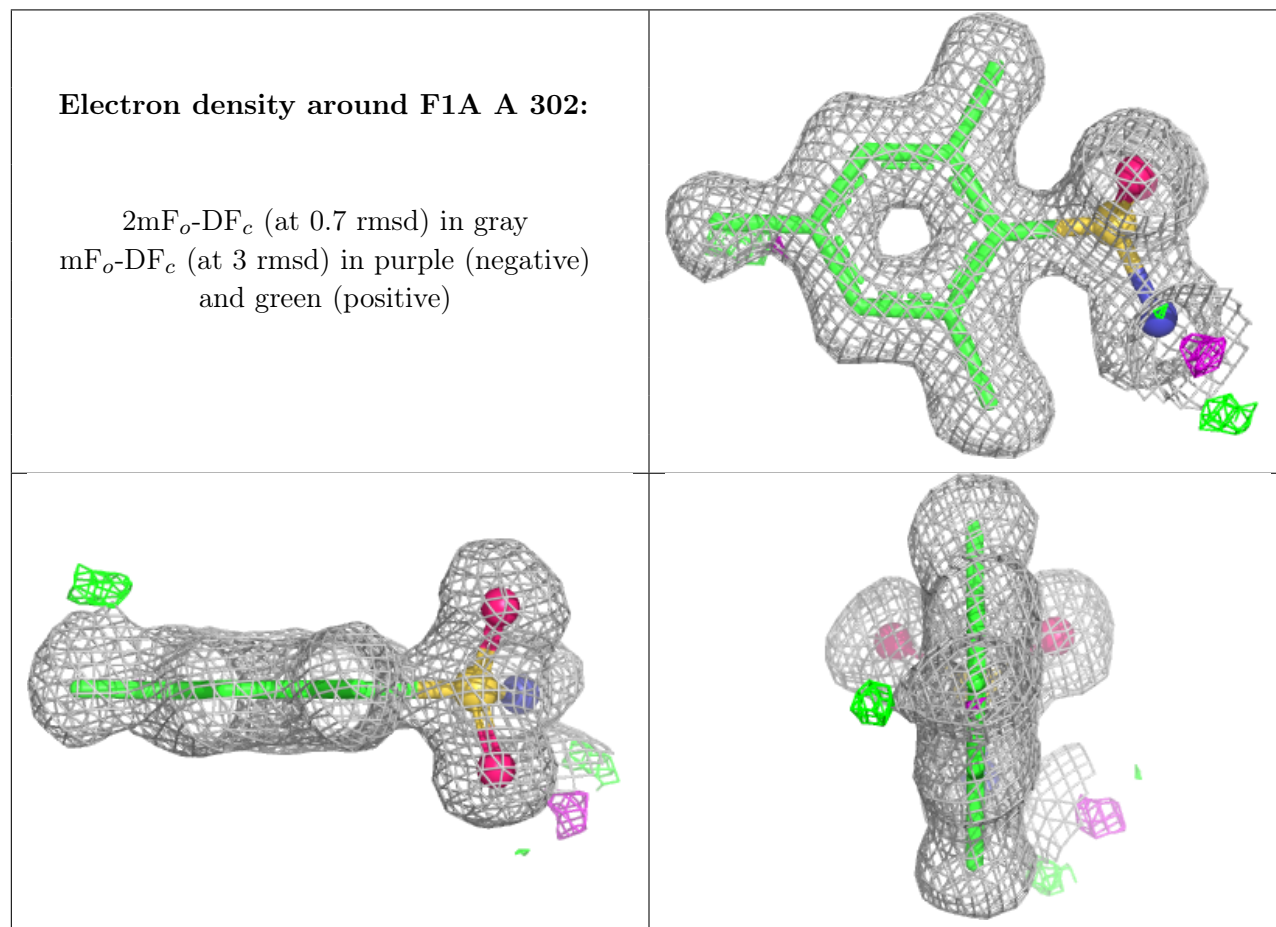 Electron density around F1A A 302:
2mFo-DFc (at 0.7 rmsd) in gray
mFo-DFc (at 3 rmsd) in purple (negative)
and green (positive)